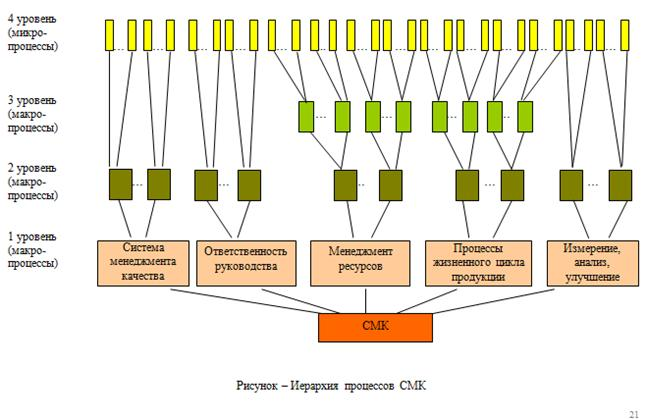 4 уровень
(микро-
процессы)
3 уровень
(макро-
процессы)
2 уровень
(макро-
процессы)
1 уровень
(макро-
процессы)
Система
менеджмента
качества
Ответственность
руководства
Менеджмент
ресурсов
Процессы
жизненного цикла
продукции
Измерение,
анализ,
улучшение
СМК
Рисунок – Иерархия процессов СМК
21